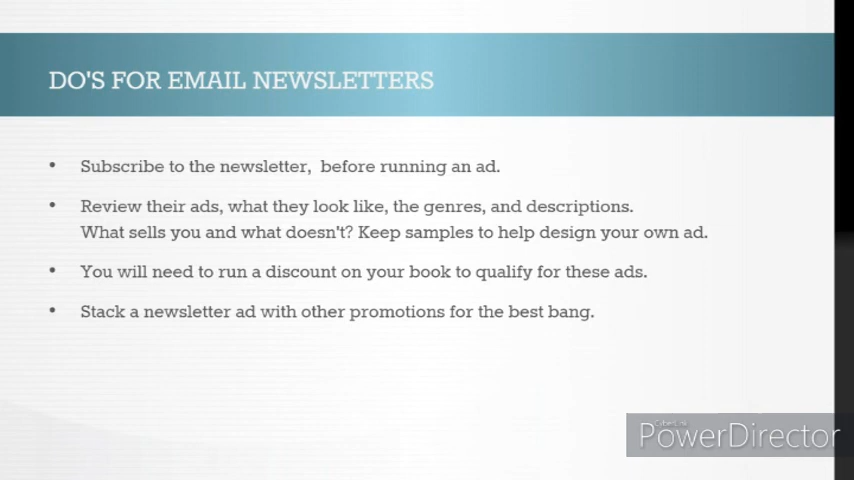 DO'S FOR EMAIL NEWSLETTERS
• Subscribe to the newsletter,  before running an ad.
• Review their ads, what they look like, the genres, and descriptions.
What sells you and what doesn't? Keep samples to help design your own ad.
• You will need to run a discount on your book to qualify for these ads.
• Stack a newsletter ad with other promotions for the best bang.
CyberLink
PowerDirector